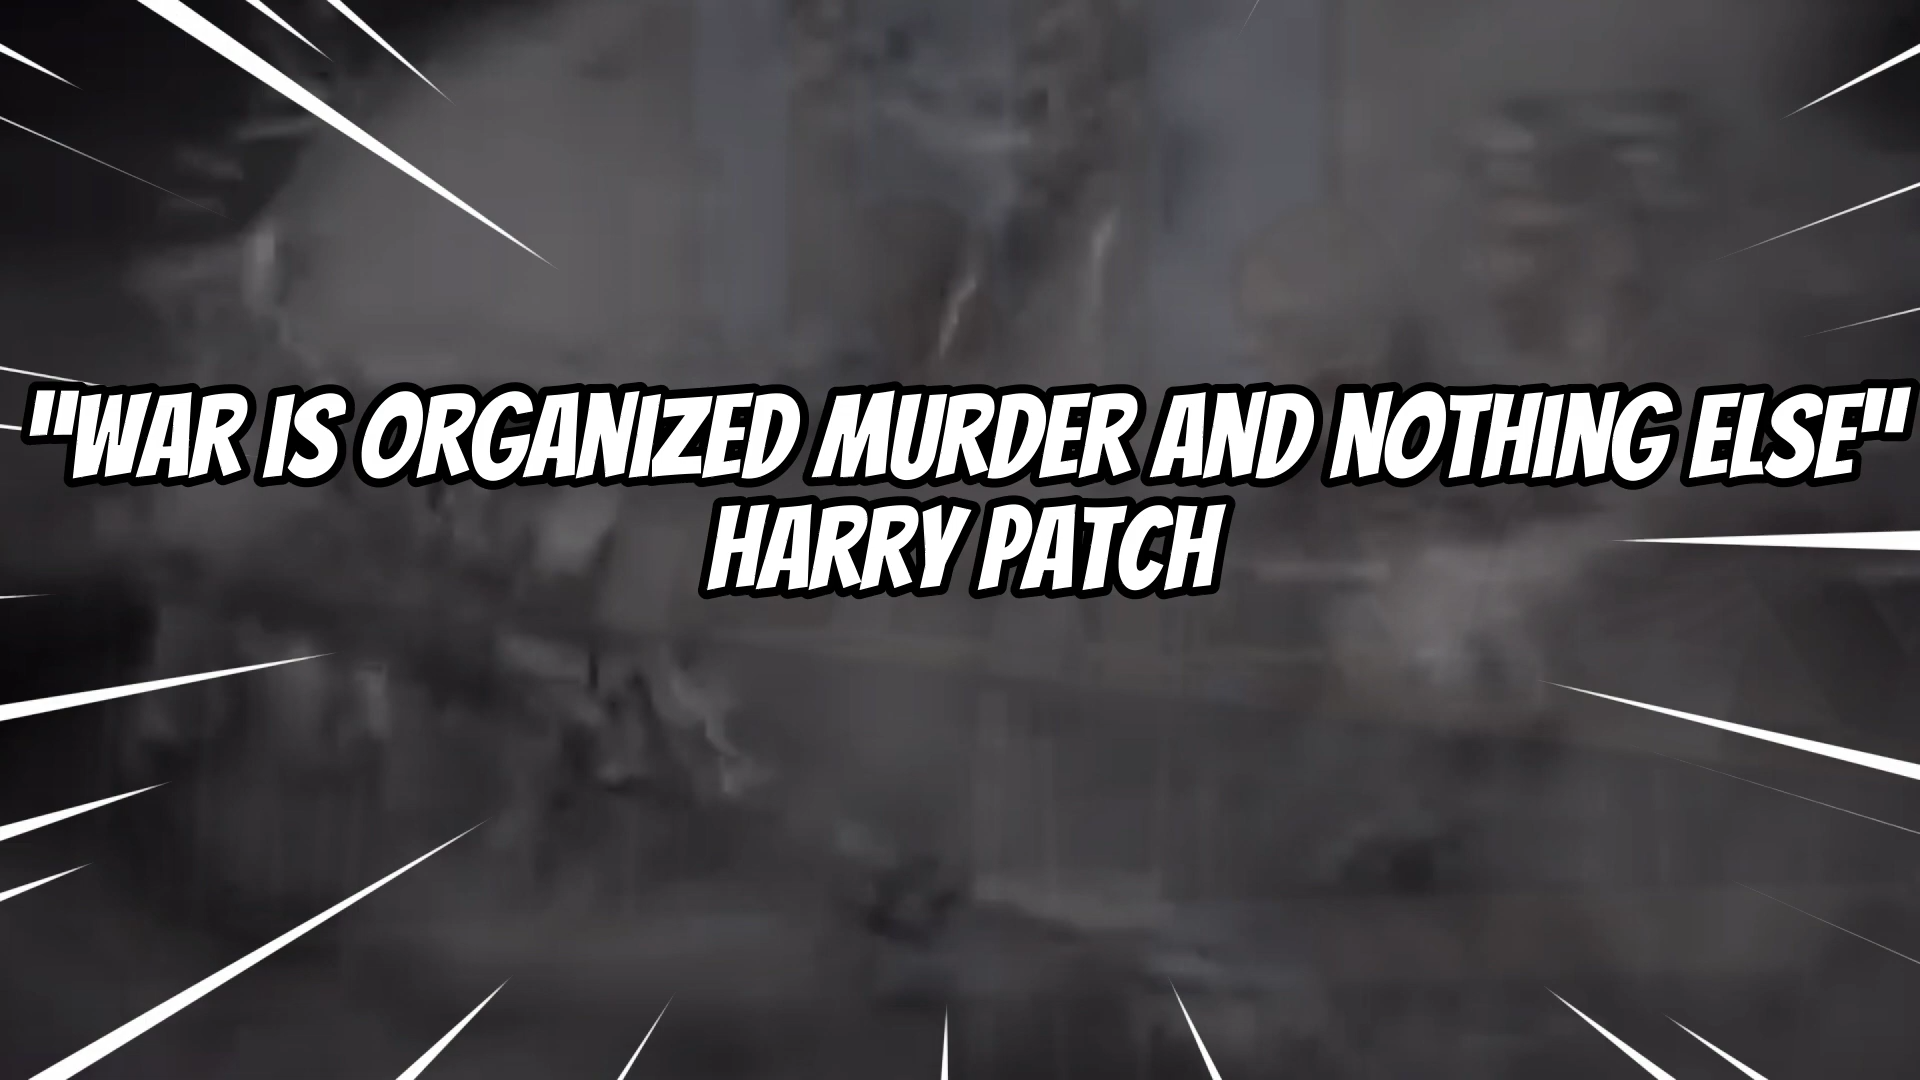 "WAR IS ORGANIZED MURDER AND NOTHING ELSE"
HARRY PATCH